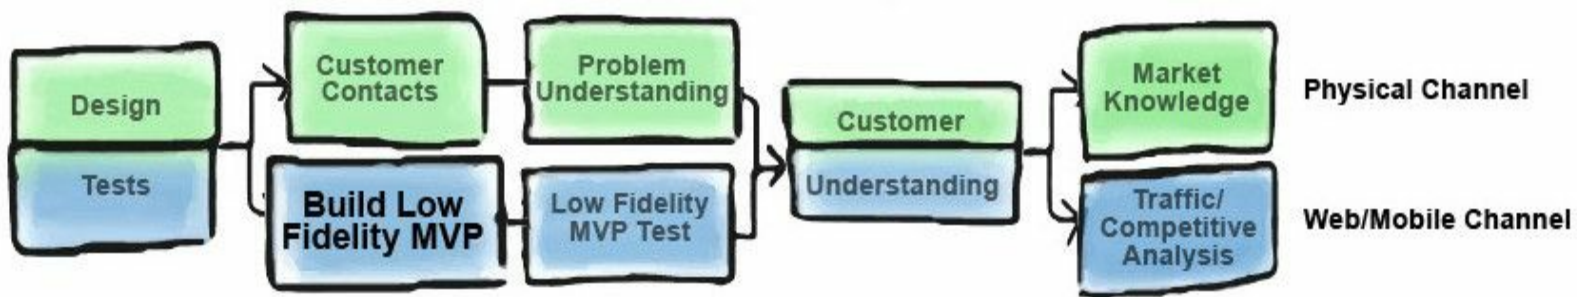 Design
Tests
Customer
Contacts
Build Low
Fidelity MVP
Problem
Understanding
Low Fidelity
MVP Test
Customer
Understanding
Market
Knowledge
Traffic/
Competitive
Analysis
Physical Channel
Web/Mobile Channel